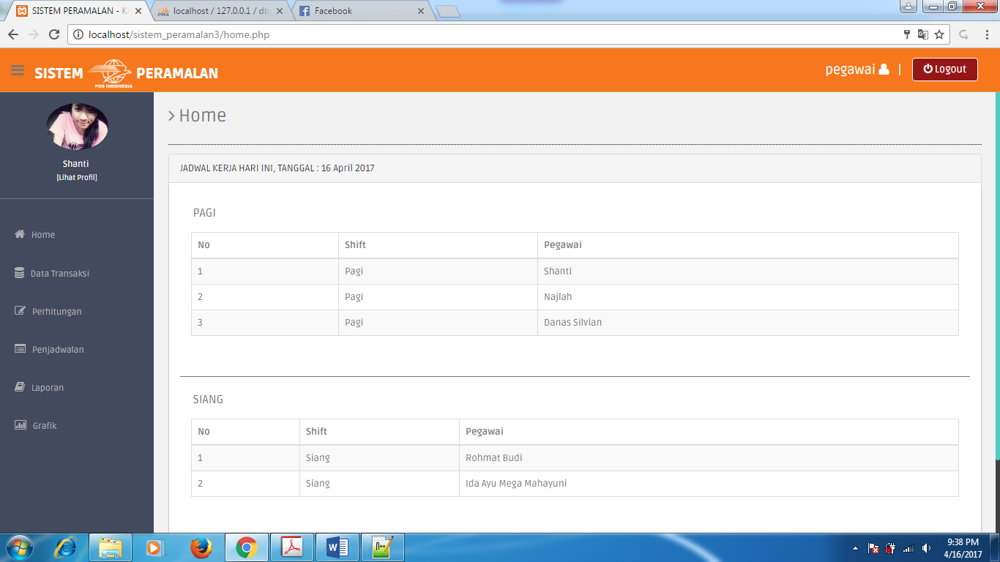 SISTEM PERAMALAN - Ka
localhost / 127.0.0.1 / db
Facebook
localhost/sistem_peramalan3/home.php
SISTEM POS INDONESIA PERAMALAN
pegawai | Logout
Shanti
[Lihat Profil]
Home
Data Transaksi
Perhitungan
Penjadwalan
Laporan
Grafik
Home
JADWAL KERJA HARI INI, TANGGAL : 16 April 2017
PAGI
No Shift Pegawai
1 Pagi Shanti
2 Pagi Najlah
3 Pagi Danas Silvian
SIANG
No Shift Pegawai
1 Siang Rohmat Budi
2 Siang Ida Ayu Mega Mahayuni
9:38 PM
4/16/2017